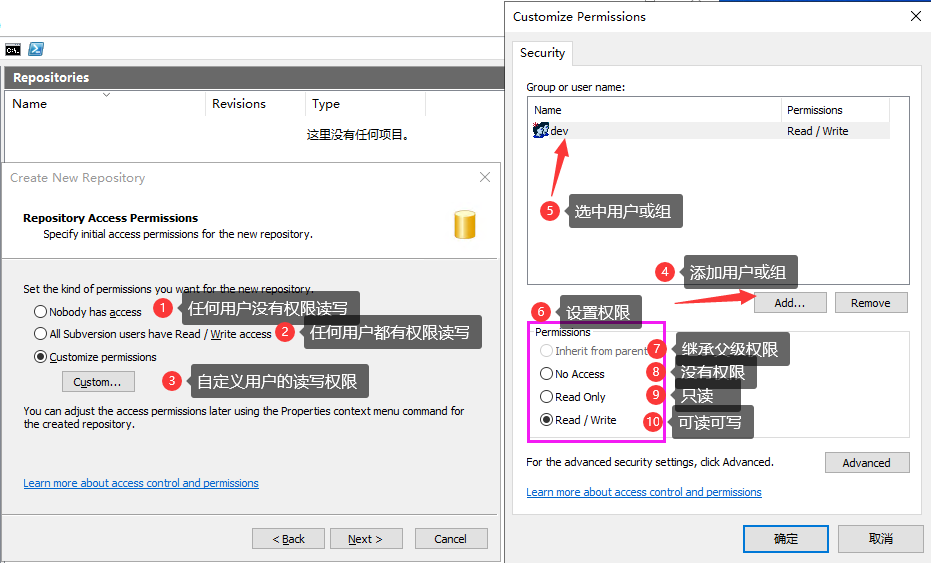 Repositories
Name Revisions Type
这里没有任何项目。
Create New Repository
Repository Access Permissions
Specify initial access permissions for the new repository.
Set the kind of permissions you want for the new repository.
Nobody has access
1 任何用户没有权限读写
All Subversion users have Read / Write access
2 任何用户都有权限读写
Customize permissions
Custom...
3 自定义用户的读写权限
You can adjust the access permissions later using the Properties context menu command for
the created repository.
Learn more about access control and permissions
< Back Next > Cancel
Customize Permissions
Security
Group or user name:
Name Permissions
dev Read / Write
5 选中用户或组
4 添加用户或组
Add... Remove
6 设置权限
Permissions
Inherit from parent
7 继承父级权限
No Access
8 没有权限
Read Only
9 只读
Read / Write
10 可读可写
For the advanced security settings, click Advanced.
Advanced
Learn more about access control and permissions
确定 取消